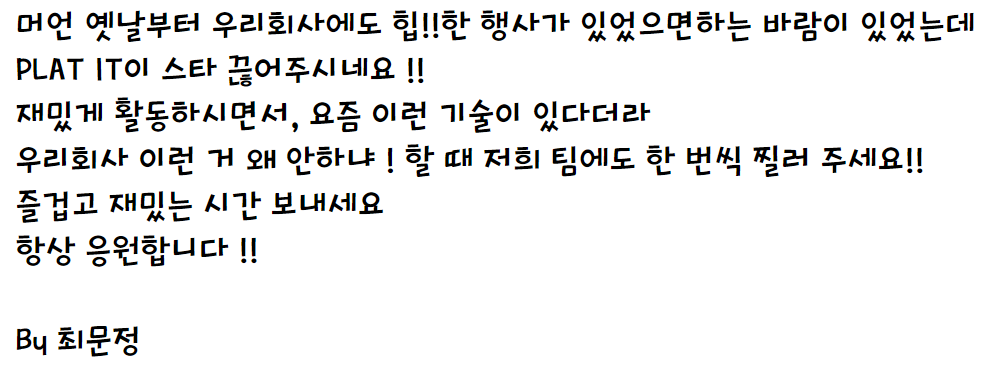 머언 옛날부터 우리회사에도 힙!!한 행사가 있었으면하는 바람이 있었는데
PLAT IT이 스타 끊어주시네요 !!
재밌게 활동하시면서, 요즘 이런 기술이 있다더라
우리회사 이런 거 왜 안하냐 ! 할 때 저희 팀에도 한 번씩 찔러 주세요!!
즐겁고 재밌는 시간 보내세요
항상 응원합니다 !!
By 최문정